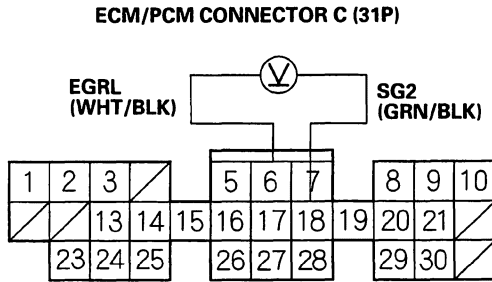 ECM/PCM CONNECTOR C (31P)
EGRL
(WHT/BLK)
V
SG2
(GRN/BLK)
1 2 3 5 6 7 8 9 10
13 14 15 16 17 18 19 20 21
23 24 25 26 27 28 29 30